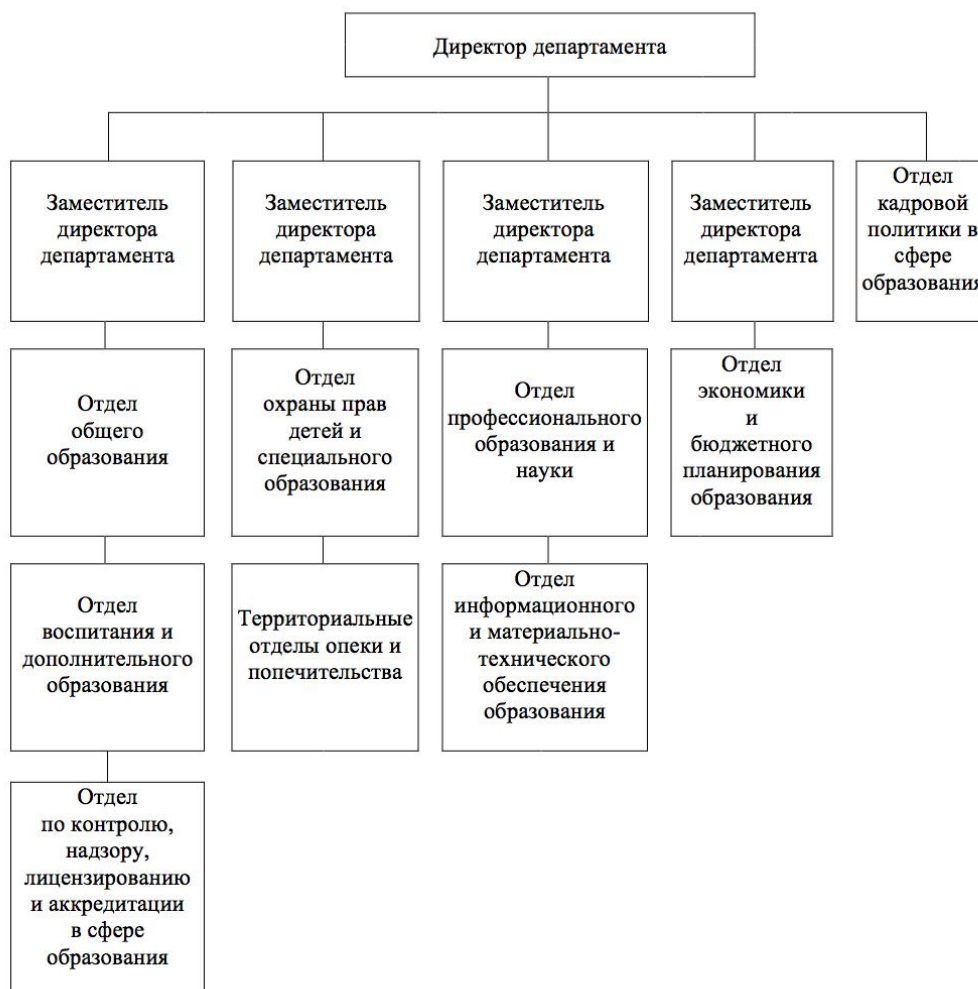 Директор департамента
Заместитель
директора
департамента
Заместитель
директора
департамента
Заместитель
директора
департамента
Заместитель
директора
департамента
Отдел
кадровой
политики в
сфере
образования
Отдел
общего
образования
Отдел
охраны прав
детей и
специального
образования
Отдел
профессионального
образования и
науки
Отдел
экономики
и
бюджетного
планирования
образования
Отдел
воспитания и
дополнительного
образования
Территориальные
отделы опеки и
попечительства
Отдел
информационного
и материально-
технического
обеспечения
образования
Отдел
по контролю,
надзору,
лицензированию
и аккредитации
в сфере
образования